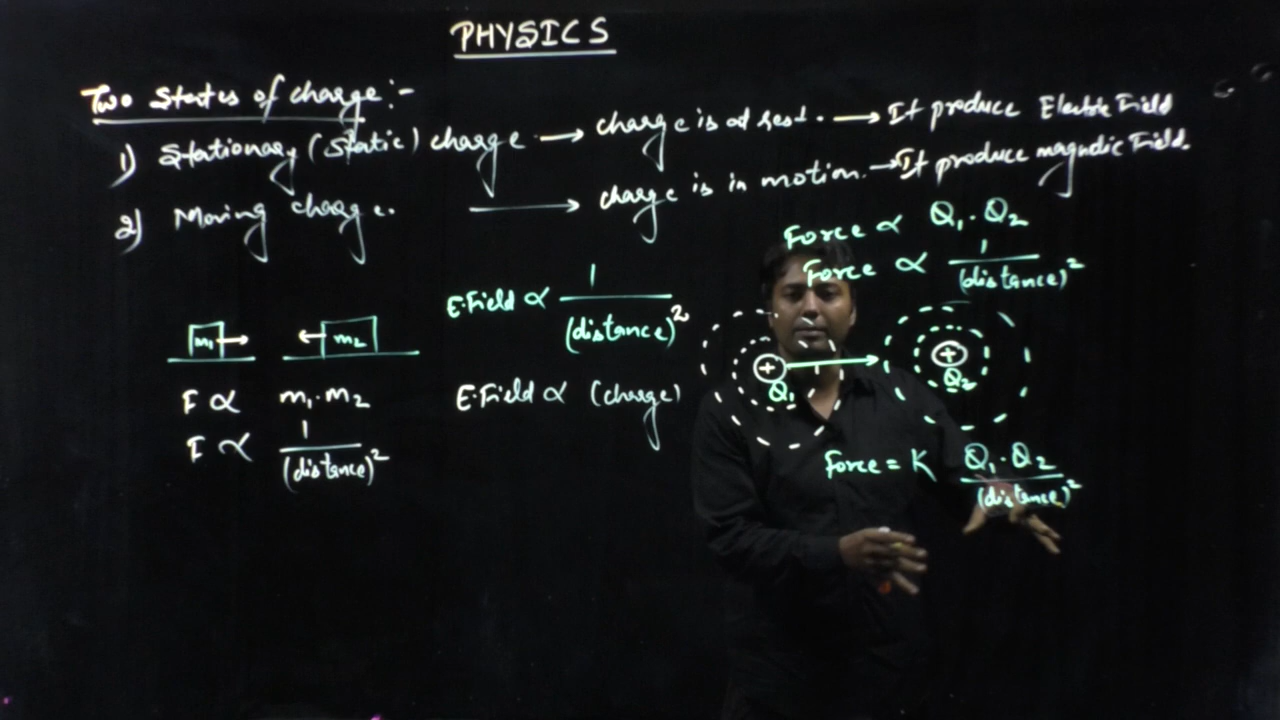 PHYSICS
Two States of charge:-
1) Stationary (Static) charge → charge is at rest. → It produce Electric Field
2) Moving charge. → charge is in motion. → It produce magnetic Field.
Force ∝ Q₁. Q₂
Force ∝ 1/(distance)²
E.Field ∝ 1/(distance)²
m₁ → ← m₂
+ Q₁ → + Q₂
E.Field ∝ (charge)
F ∝ m₁. m₂
F ∝ 1/(distance)²
Force = K Q₁. Q₂/(distance)²